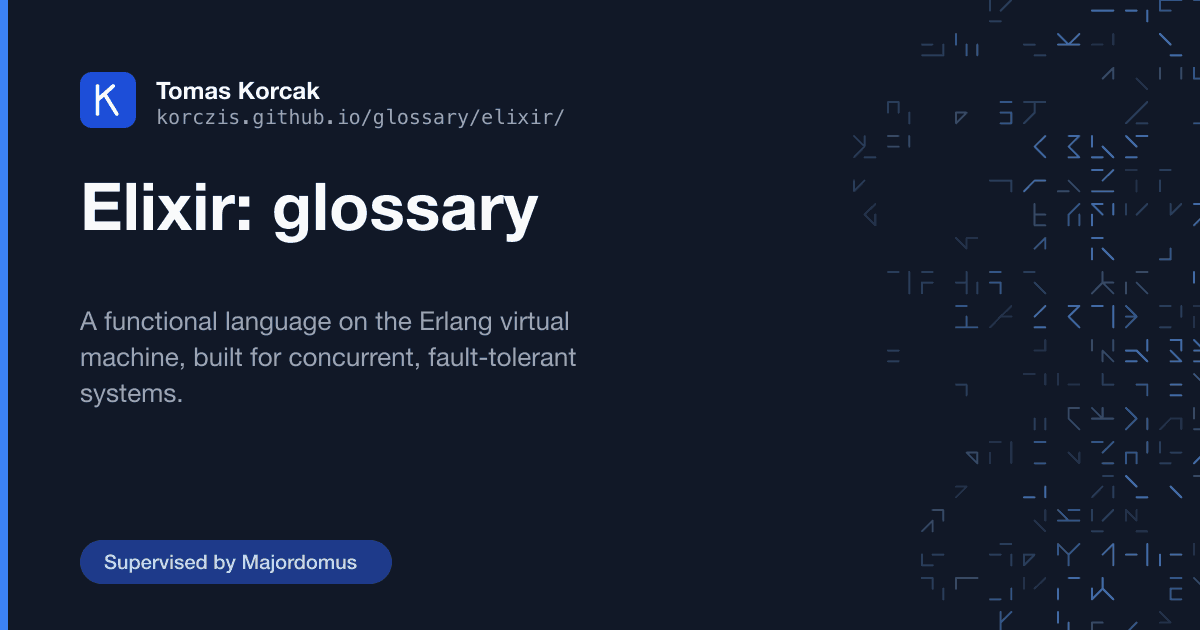 K
Tomas Korcak
korczis.github.io/glossary/elixir/
Elixir: glossary
A functional language on the Erlang virtual
machine, built for concurrent, fault-tolerant
systems.
Supervised by Majordomus